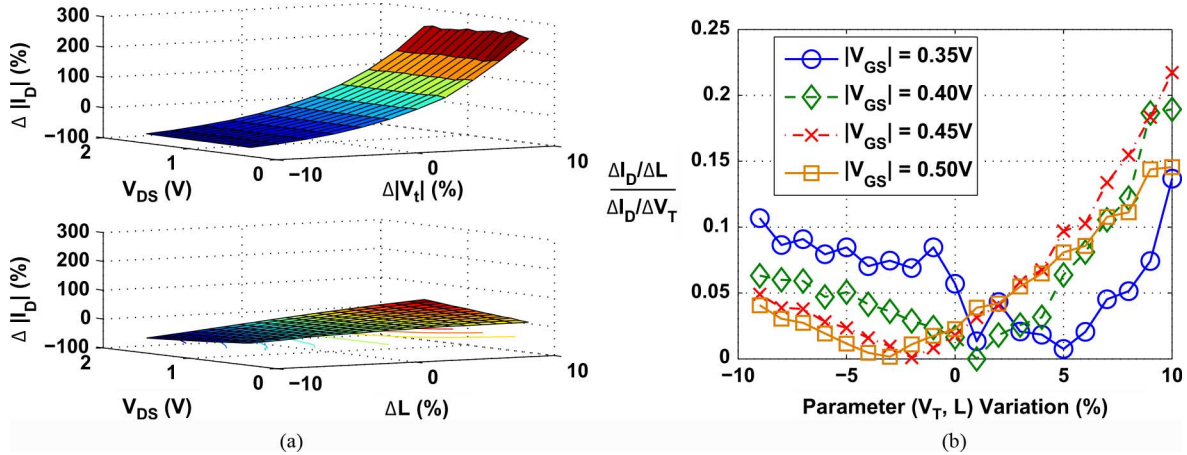 300
200
100
0
−100
Δ |I_D| (%)
2
1
0
V_DS (V)
−10
0
10
Δ|V_t| (%)
300
200
100
0
−100
Δ |I_D| (%)
2
1
0
V_DS (V)
−10
0
10
ΔL (%)
(a)
0.25
0.2
0.15
0.1
0.05
0
ΔI_D/ΔL
ΔI_D/ΔV_T
|V_GS| = 0.35V
|V_GS| = 0.40V
|V_GS| = 0.45V
|V_GS| = 0.50V
−10
−5
0
5
10
Parameter (V_T, L) Variation (%)
(b)